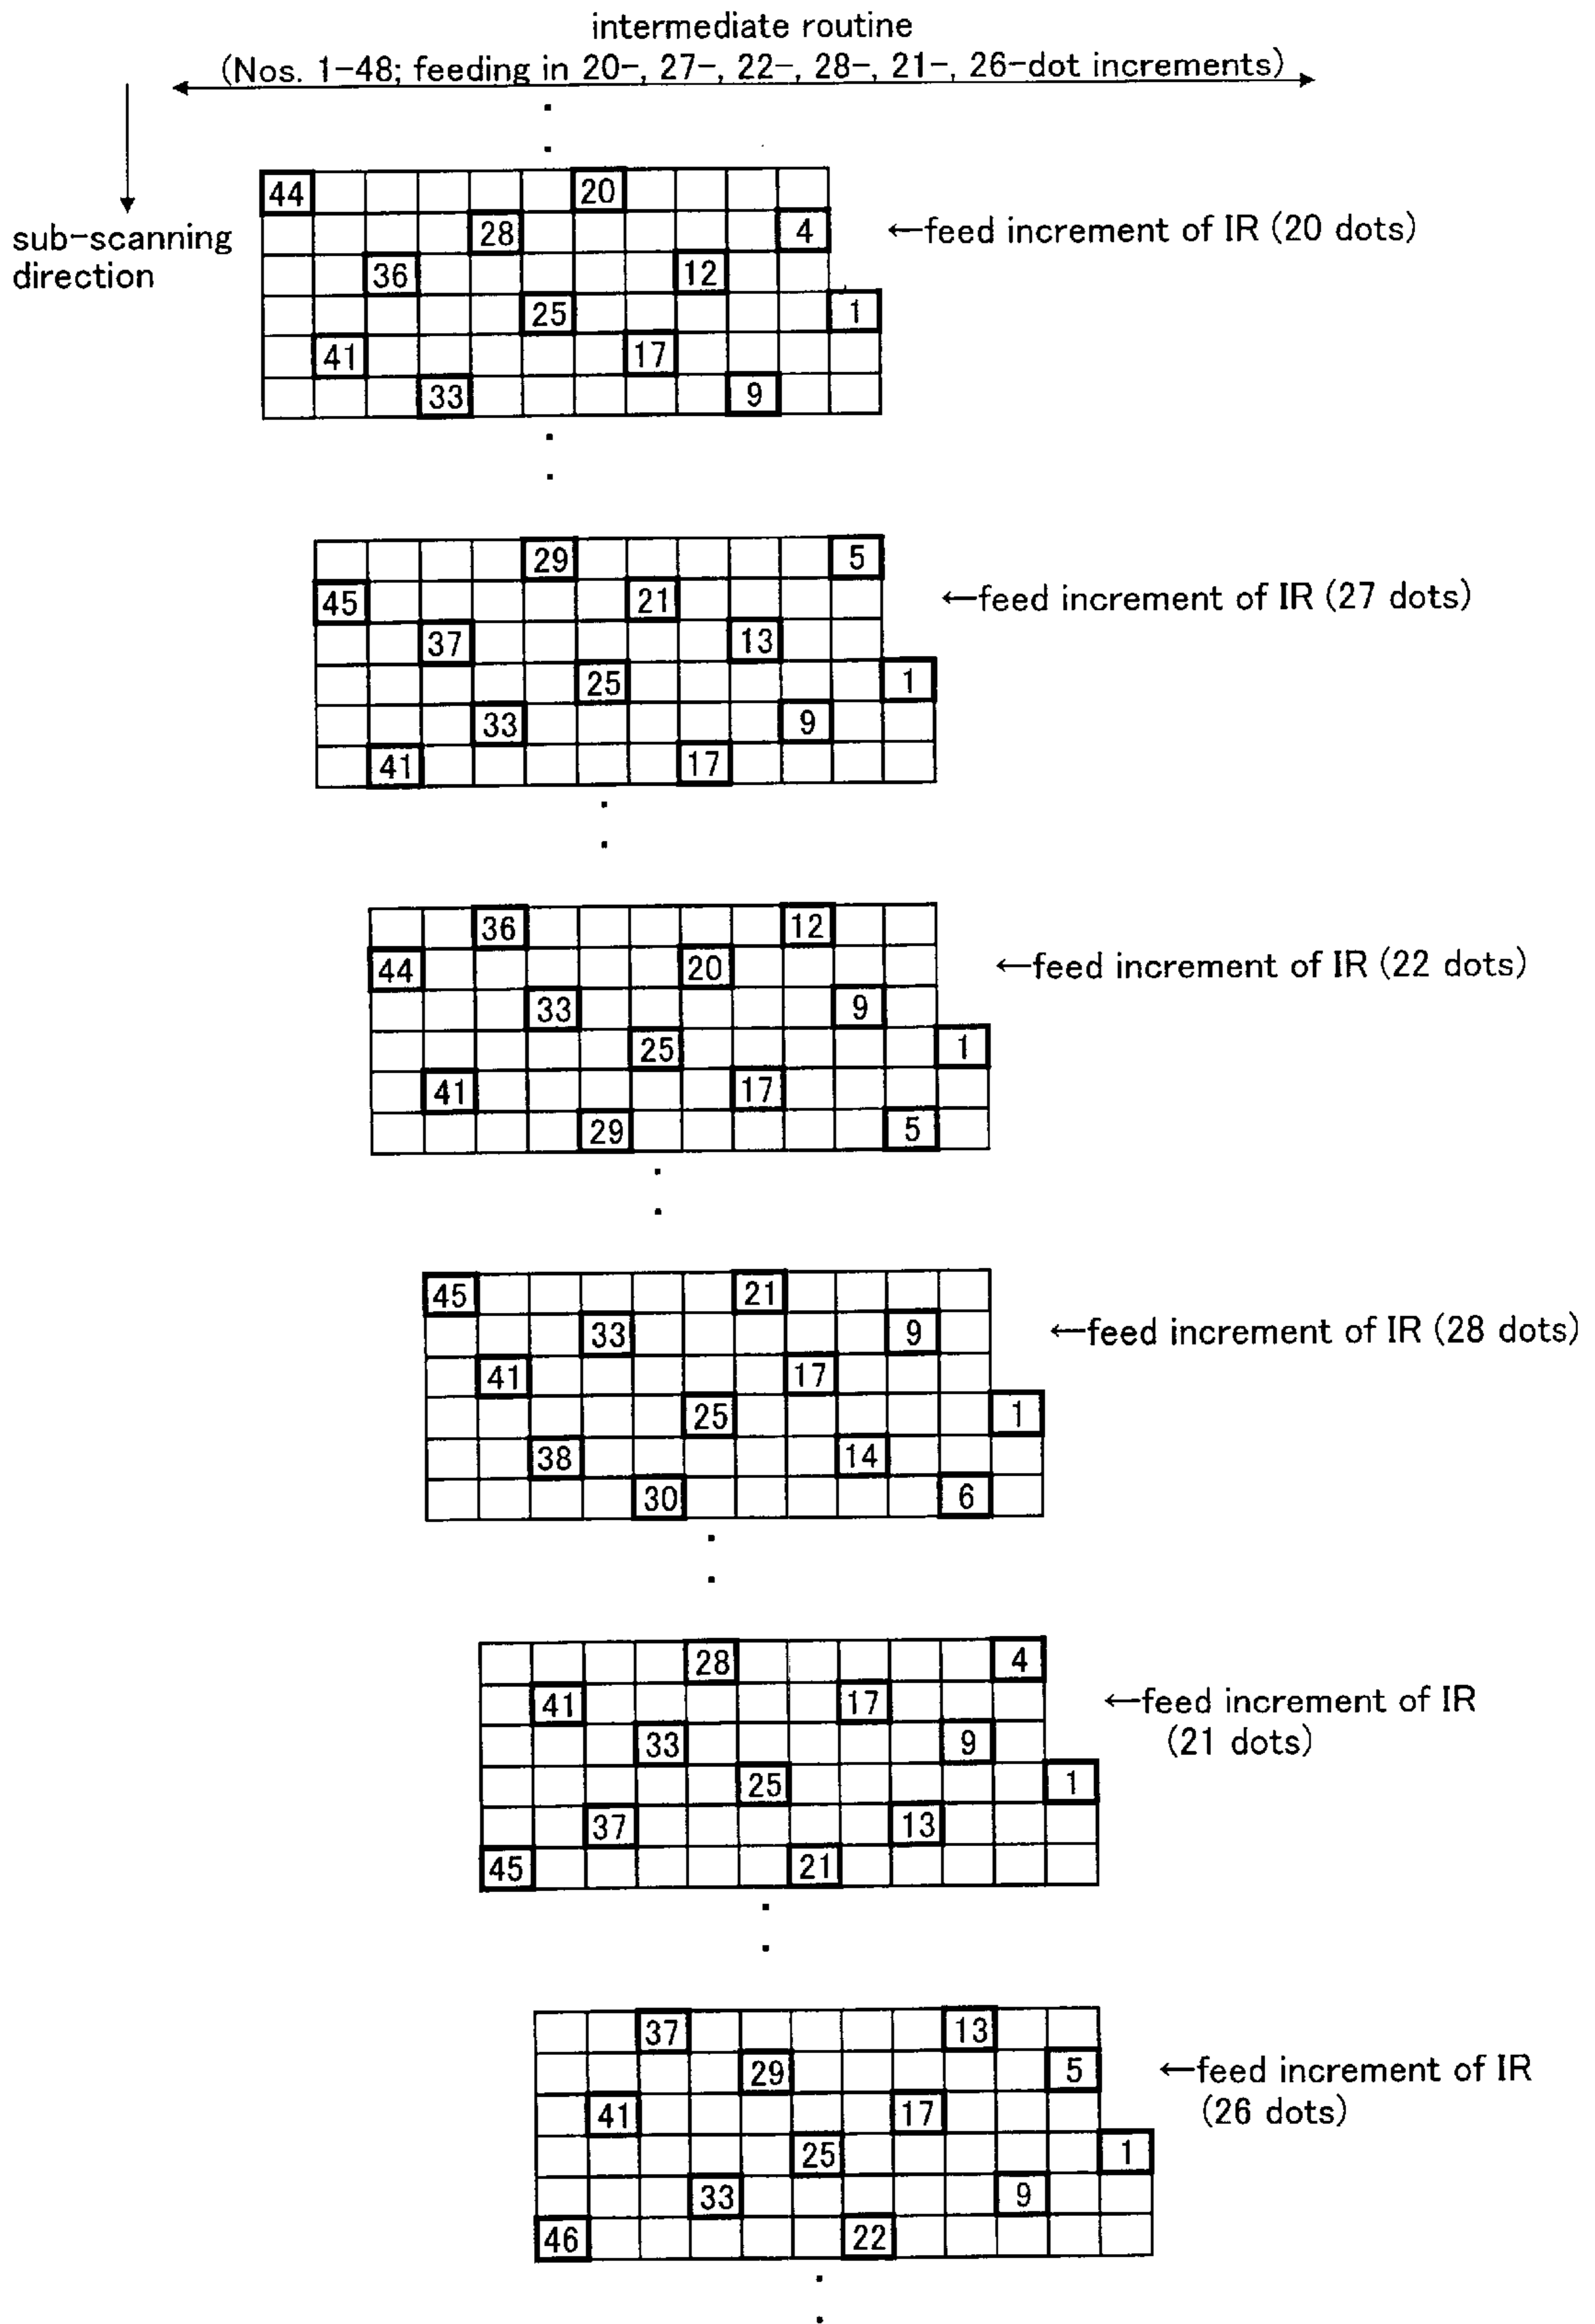 intermediate routine
(Nos. 1-48; feeding in 20-, 27-, 22-, 28-, 21-, 26-dot increments)
sub-scanning
direction
44 20
28 4 ←feed increment of IR (20 dots)
36 12
25 1
41 17
33 9
29 5
45 21 ←feed increment of IR (27 dots)
37 13
25 1
33 9
41 17
36 12
44 20 ←feed increment of IR (22 dots)
33 9
25 1
41 17
29 5
45 21
33 9 ←feed increment of IR (28 dots)
41 17
25 1
38 14
30 6
28 4
41 17 ←feed increment of IR
(21 dots)
33 9
25 1
37 13
45 21
37 13
29 5 ←feed increment of IR
(26 dots)
41 17
25 1
33 9
46 22